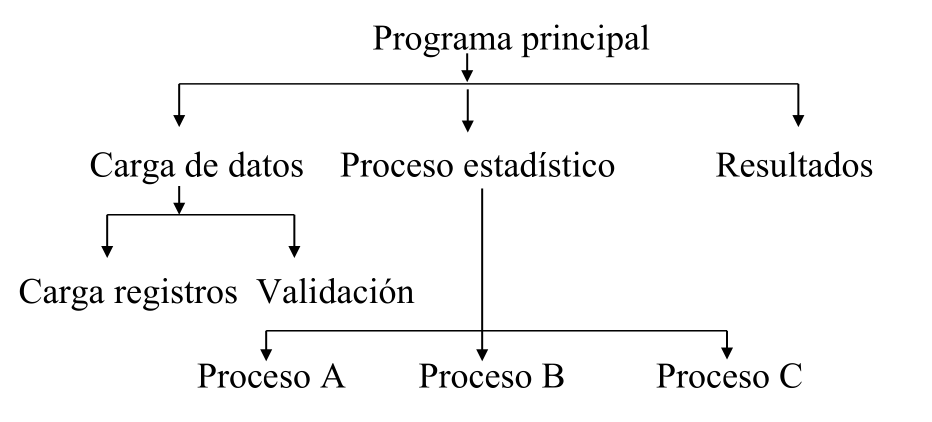 Programa principal
Carga de datos Proceso estadístico Resultados
Carga registros Validación
Proceso A Proceso B Proceso C